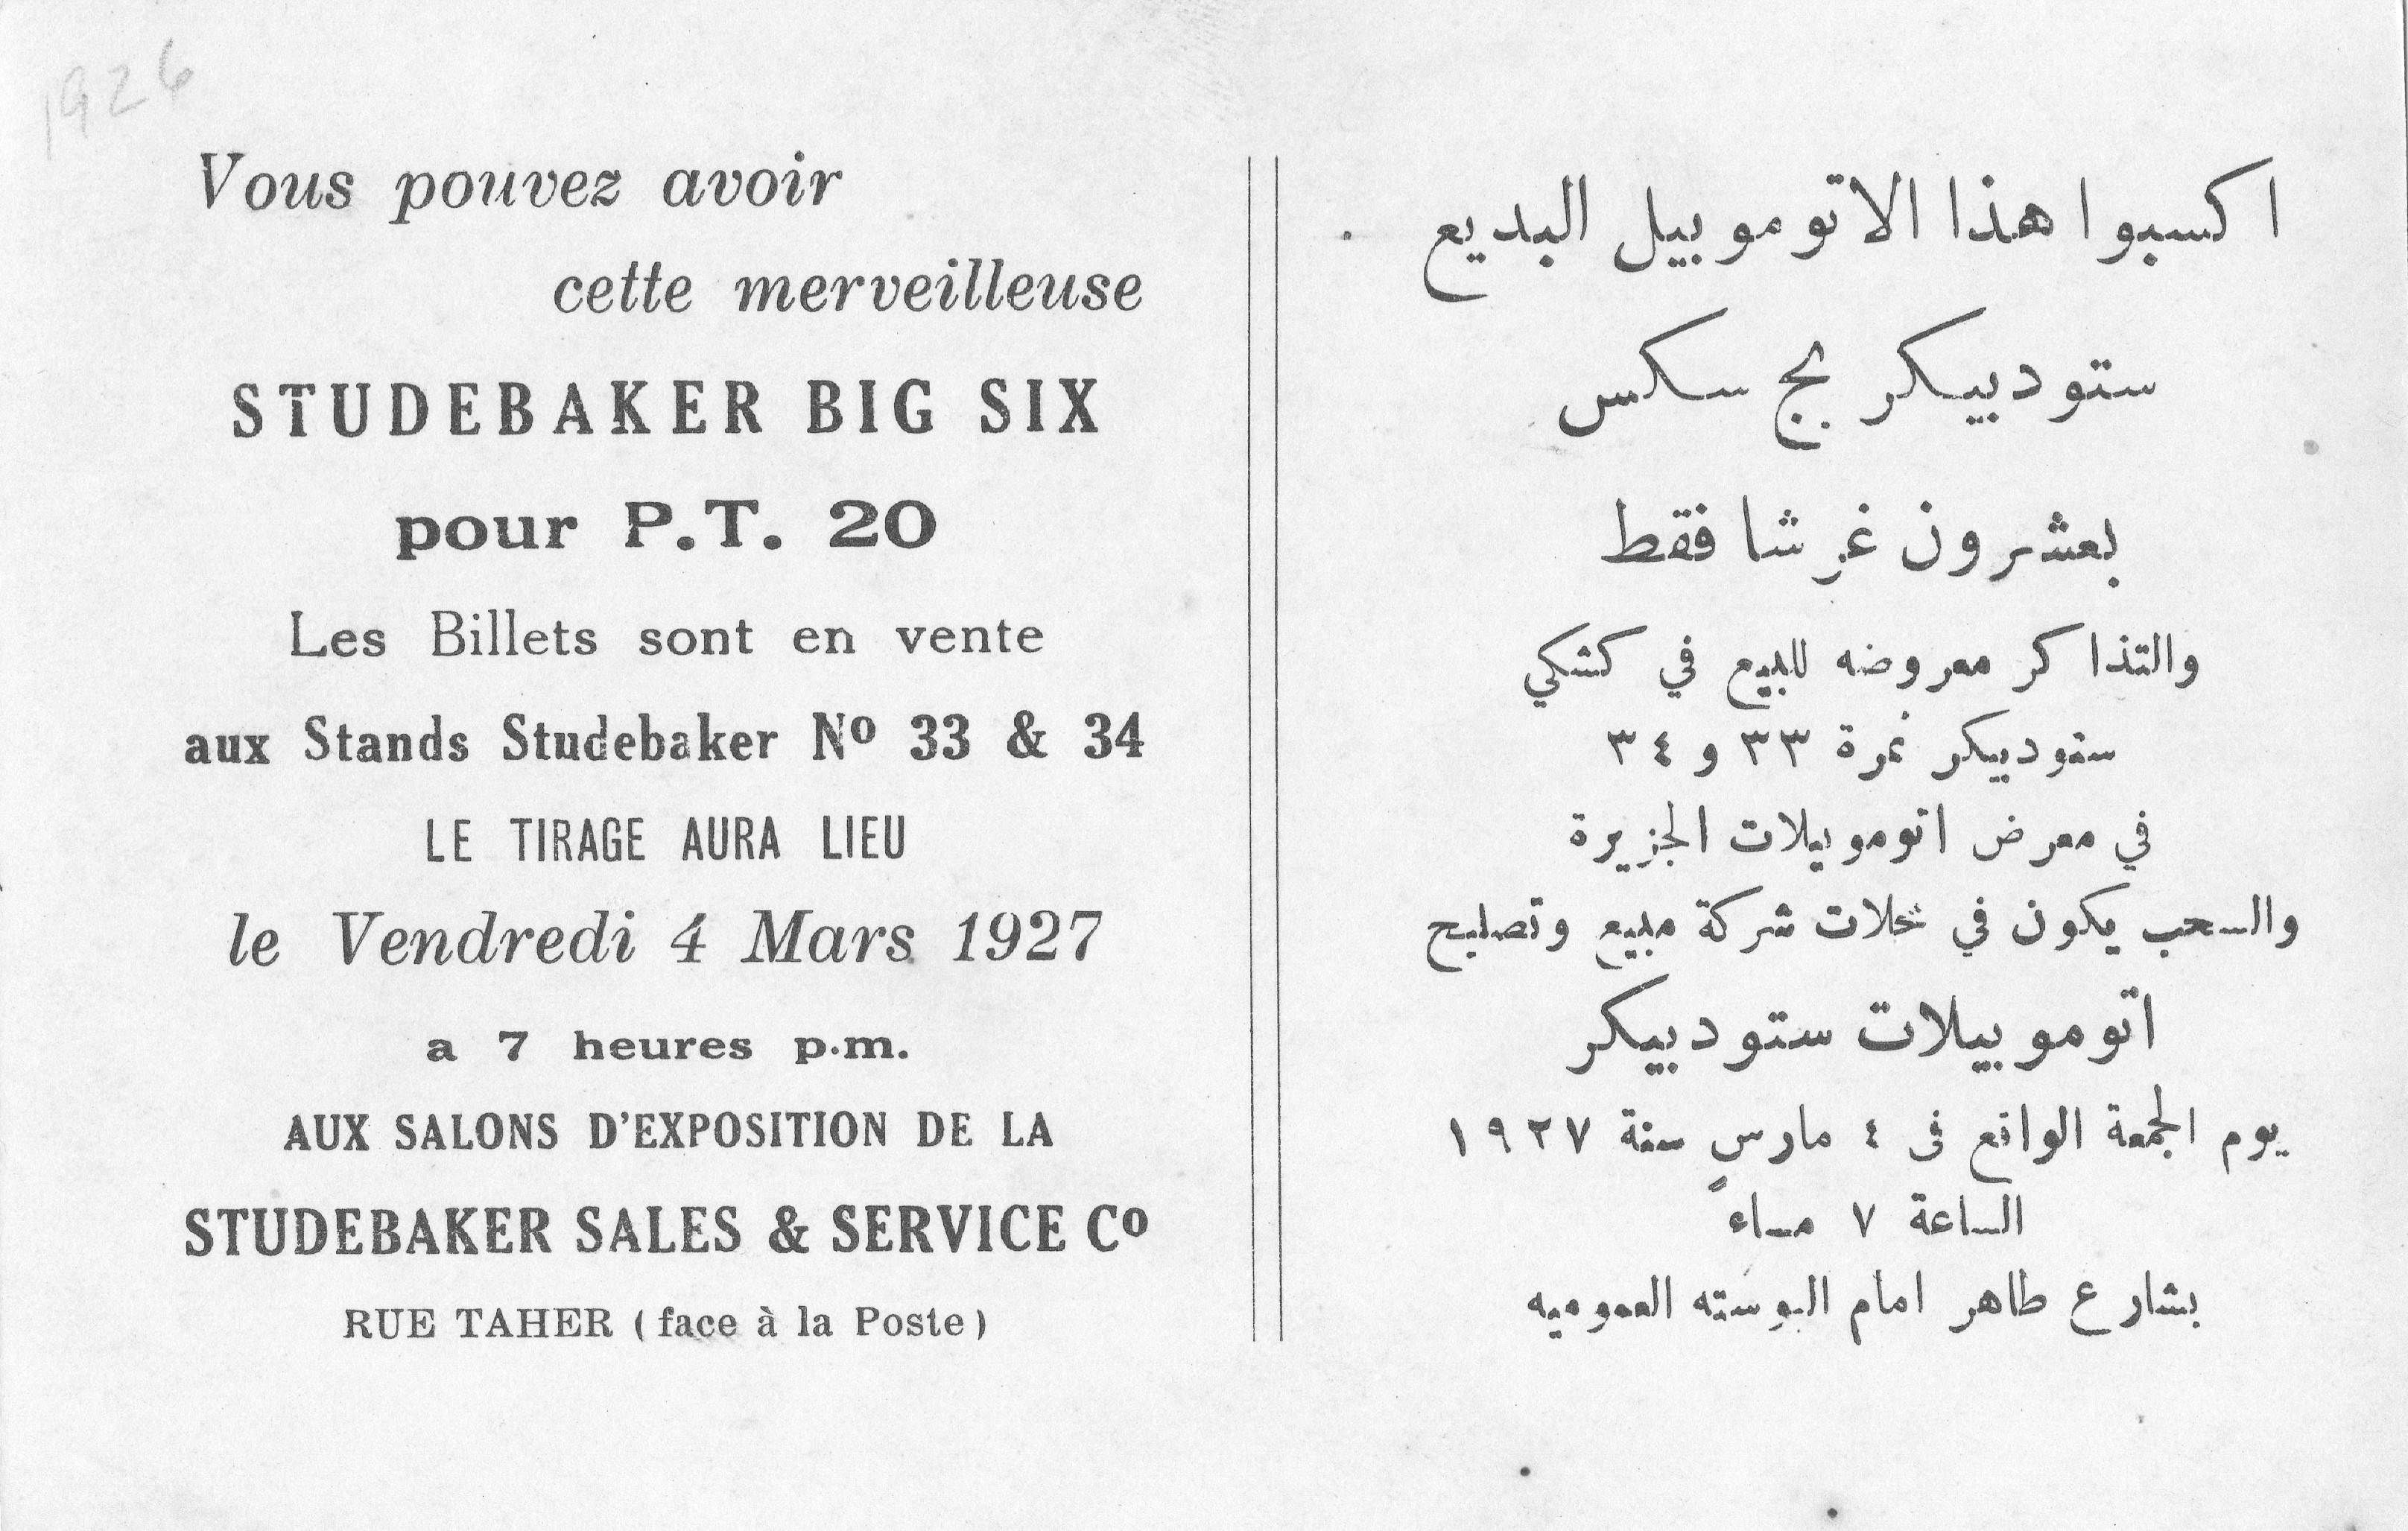 1926
Vous pouvez avoir
cette merveilleuse
STUDEBAKER BIG SIX
pour P.T. 20
Les Billets sont en vente
aux Stands Studebaker Nº 33 & 34
LE TIRAGE AURA LIEU
le Vendredi 4 Mars 1927
a 7 heures p.m.
AUX SALONS D'EXPOSITION DE LA
STUDEBAKER SALES & SERVICE Cº
RUE TAHER (face à la Poste)
اكسبوا هذا الاتوموبيل البديع
ستودبيكر بج سكس
بعشرون غرشا فقط
والتذاكر معروضه للبيع في كشكي
ستودبيكر نمرة ٣٣ و ٣٤
في معرض اتوموبيلات الجزيرة
والسحب يكون في محلات شركة مبيع وتصليح
اتوموبيلات ستودبيكر
يوم الجمعة الواقع فى ٤ مارس سنة ١٩٢٧
الساعة ٧ مساء
بشارع طاهر امام البوسته العموميه